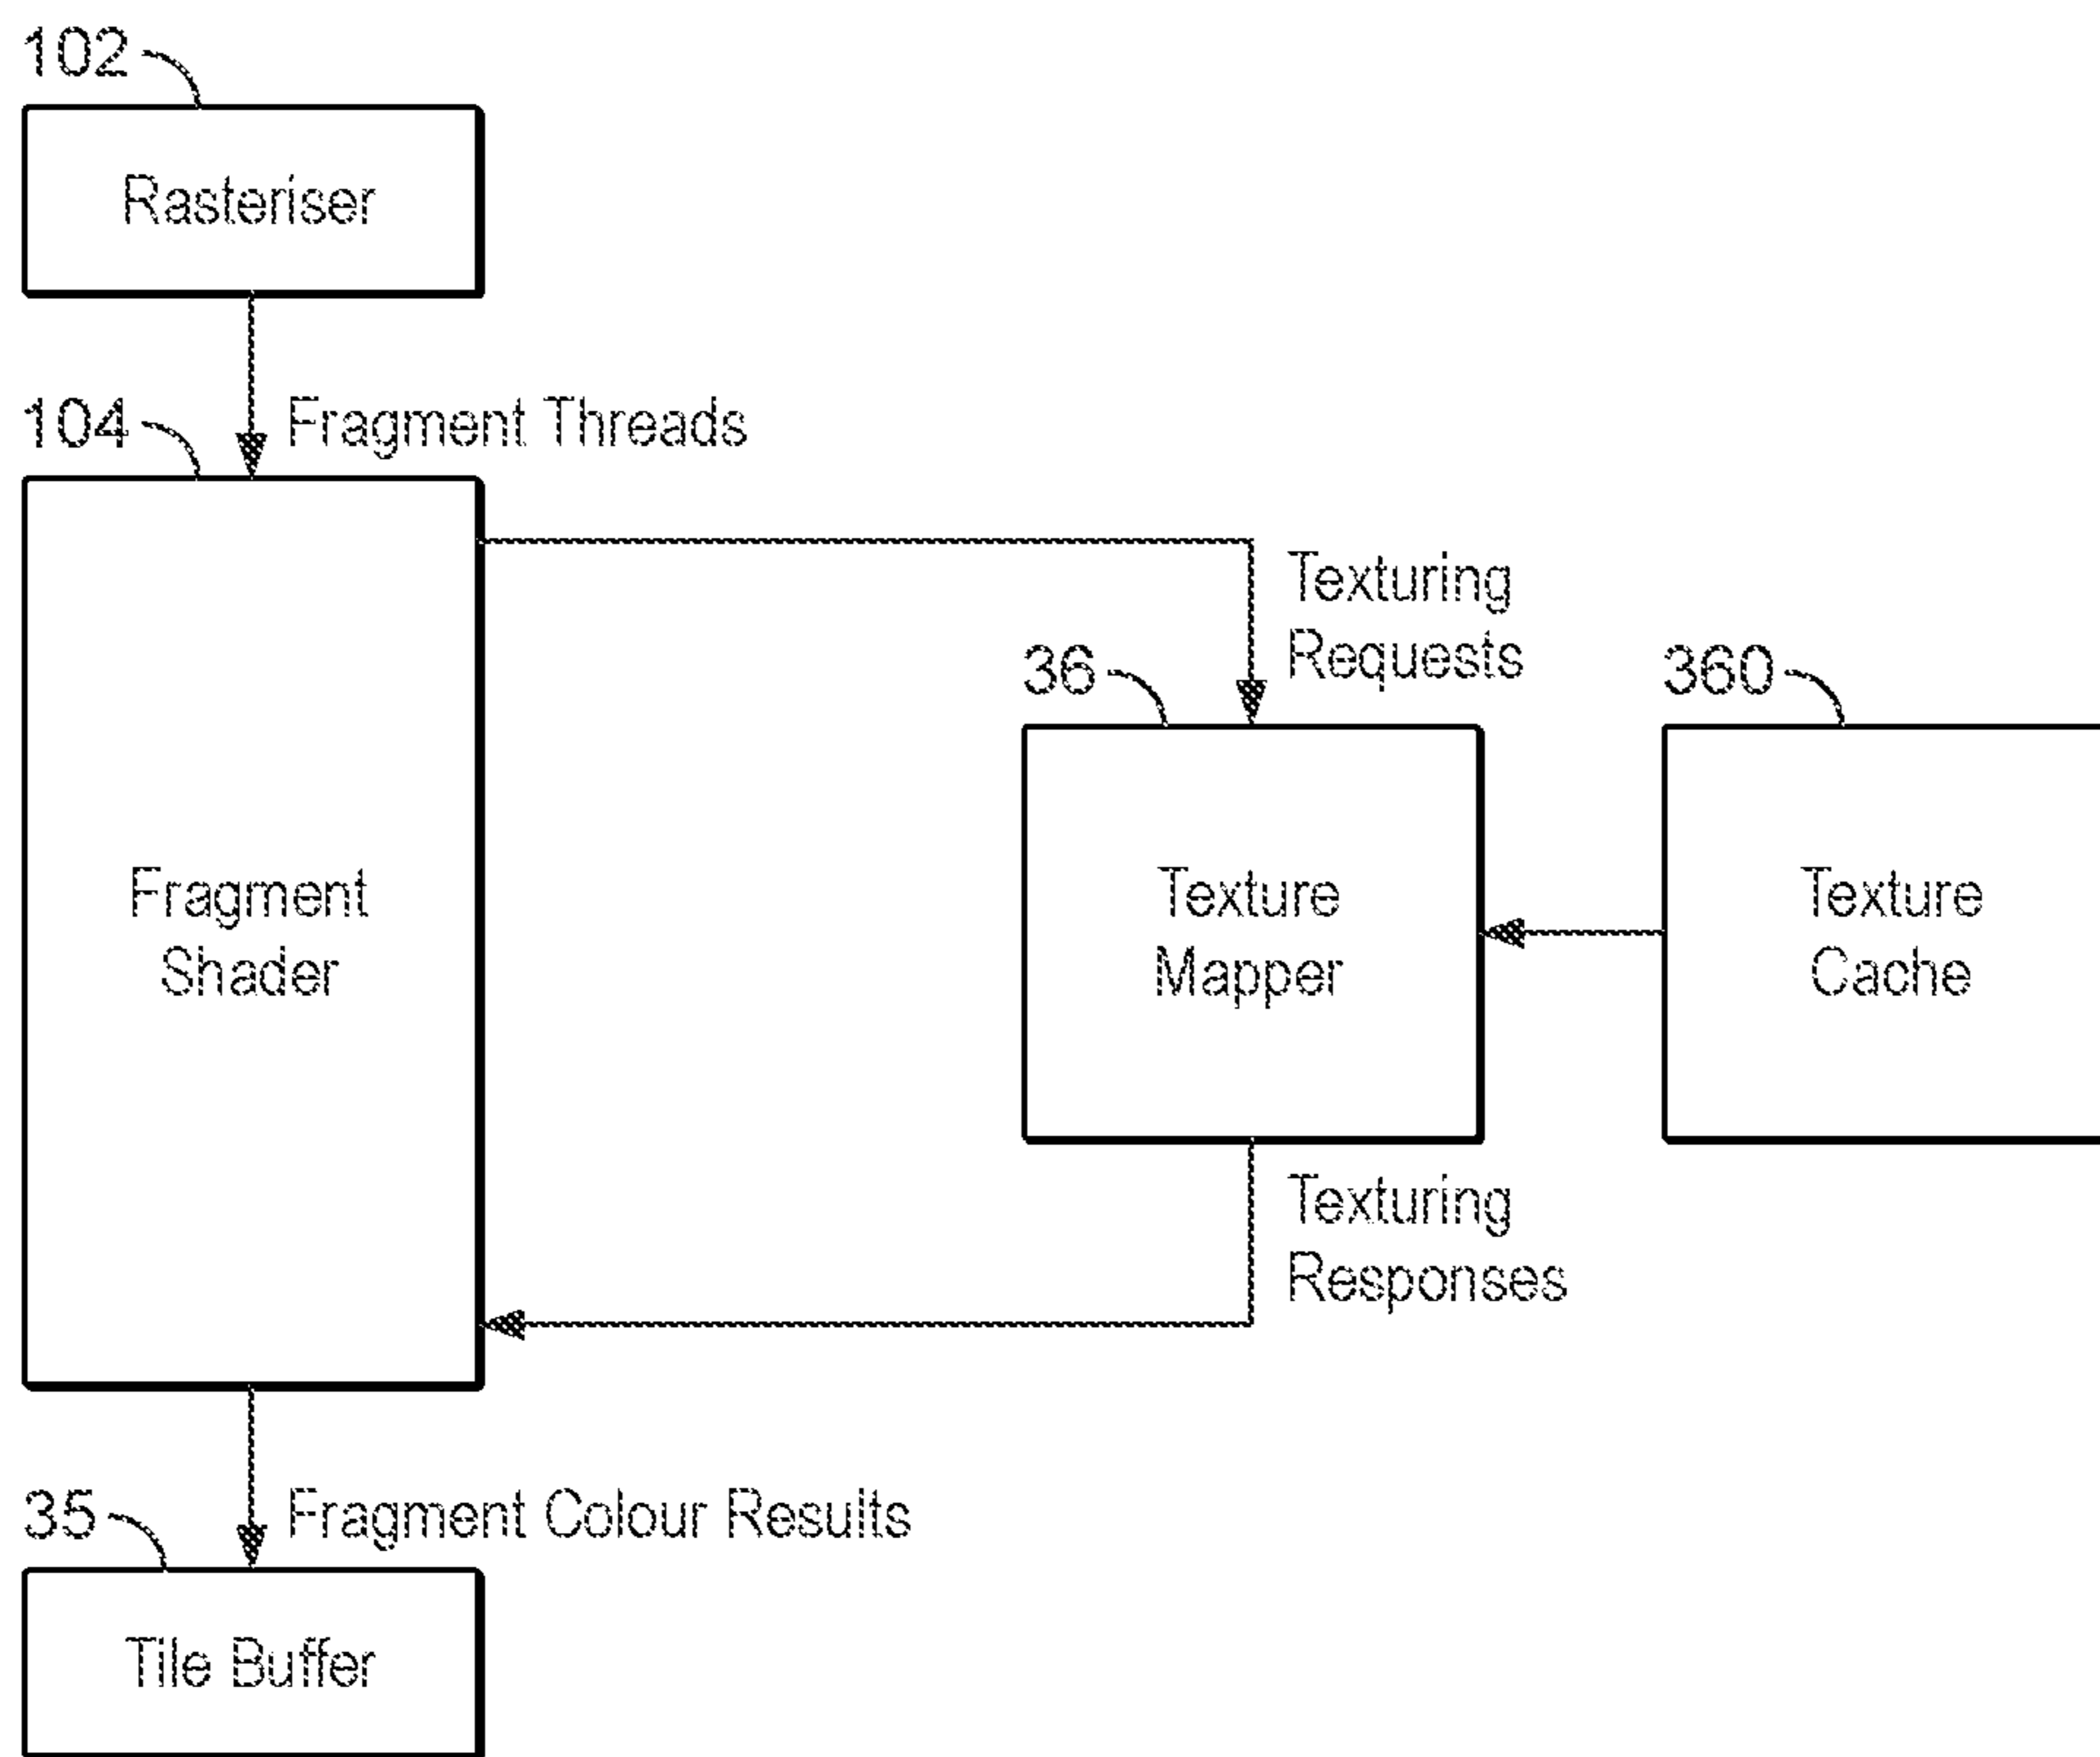 102
Rasteriser
104
Fragment Threads
Texturing
Requests
36
360
Fragment
Shader
Texture
Mapper
Texture
Cache
Texturing
Responses
35
Fragment Colour Results
Tile Buffer